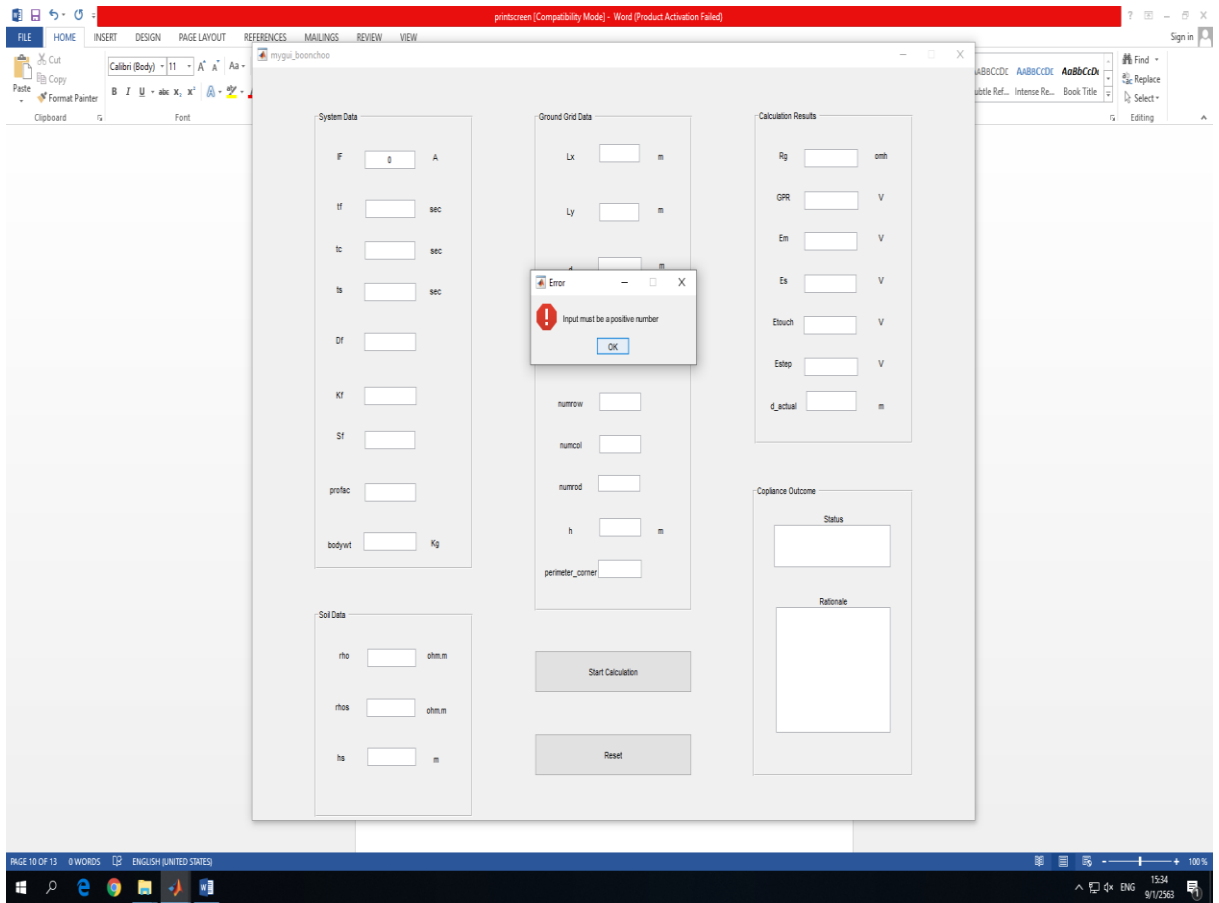 printscreen [Compatibility Mode] - Word (Product Activation Failed)
FILE HOME INSERT DESIGN PAGE LAYOUT REFERENCES MAILINGS REVIEW VIEW Sign in
Cut
Copy
Format Painter
Paste
Clipboard
Calibri (Body) 11
Font
AaBbCcDc AaBbCcDc AaBbCcDc
Subtle Ref... Intense Re... Book Title
Find
Replace
Select
Editing
mygui_boonchoo
System Data
IF 0 A
tf sec
tc sec
ts sec
Df
Kf
Sf
profac
bodywt Kg
Soil Data
rho ohm.m
rhos ohm.m
hs m
Ground Grid Data
Lx m
Ly m
m
Error
Input must be a positive number
OK
numrow
numcol
numrod
h m
perimeter_corner
Start Calculation
Reset
Calculation Results
Rg omh
GPR V
Em V
Es V
Etouch V
Estep V
d_actual m
Copliance Outcome
Status
Rationale
PAGE 10 OF 13 0 WORDS ENGLISH (UNITED STATES) 100%
ENG
15:34
9/1/2563